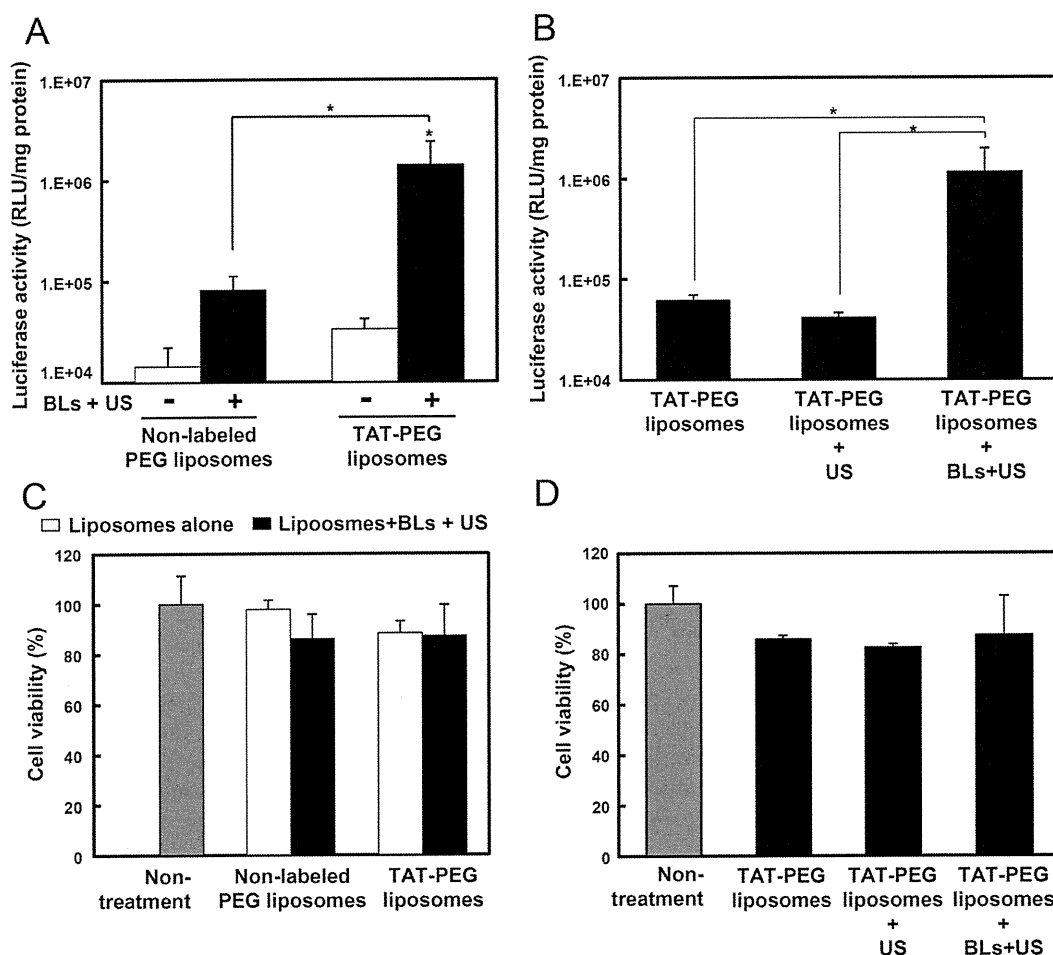 A
Luciferase activity (RLU/mg protein)
1.E+07
1.E+06
1.E+05
1.E+04
*
*
BLs + US
- + - +
Non-labeled
PEG liposomes
TAT-PEG
liposomes
B
Luciferase activity (RLU/mg protein)
1.E+07
1.E+06
1.E+05
1.E+04
*
*
TAT-PEG
liposomes
TAT-PEG
liposomes
+
US
TAT-PEG
liposomes
+
BLs+US
C
Liposomes alone
Lipoosmes+BLs + US
Cell viability (%)
120
100
80
60
40
20
0
Non-
treatment
Non-labeled
PEG liposomes
TAT-PEG
liposomes
D
Cell viability (%)
120
100
80
60
40
20
0
Non-
treatment
TAT-PEG
liposomes
TAT-PEG
liposomes
+
US
TAT-PEG
liposomes
+
BLs+US